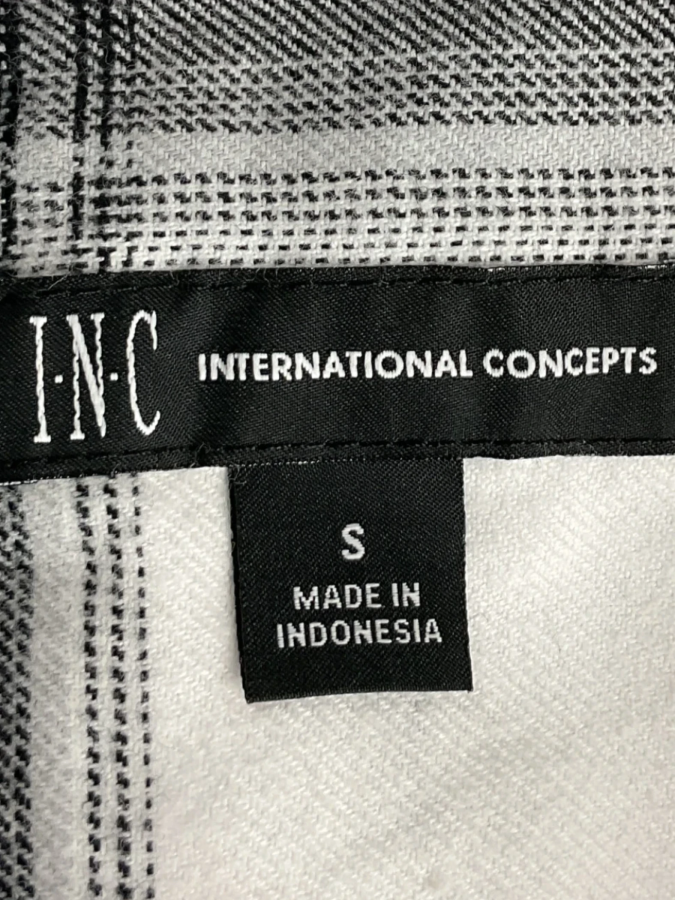 I·N·C INTERNATIONAL CONCEPTS
S
MADE IN
INDONESIA